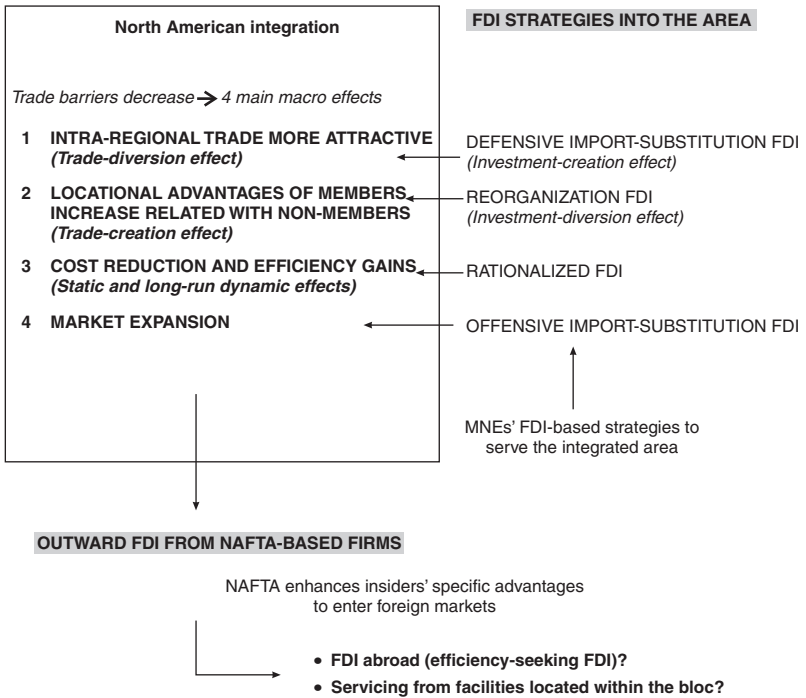 North American integration
FDI STRATEGIES INTO THE AREA
Trade barriers decrease → 4 main macro effects
1 INTRA-REGIONAL TRADE MORE ATTRACTIVE
(Trade-diversion effect)
DEFENSIVE IMPORT-SUBSTITUTION FDI
(Investment-creation effect)
2 LOCATIONAL ADVANTAGES OF MEMBERS
INCREASE RELATED WITH NON-MEMBERS
(Trade-creation effect)
REORGANIZATION FDI
(Investment-diversion effect)
3 COST REDUCTION AND EFFICIENCY GAINS
(Static and long-run dynamic effects)
RATIONALIZED FDI
4 MARKET EXPANSION
OFFENSIVE IMPORT-SUBSTITUTION FDI
MNEs' FDI-based strategies to
serve the integrated area
OUTWARD FDI FROM NAFTA-BASED FIRMS
NAFTA enhances insiders' specific advantages
to enter foreign markets
• FDI abroad (efficiency-seeking FDI)?
• Servicing from facilities located within the bloc?